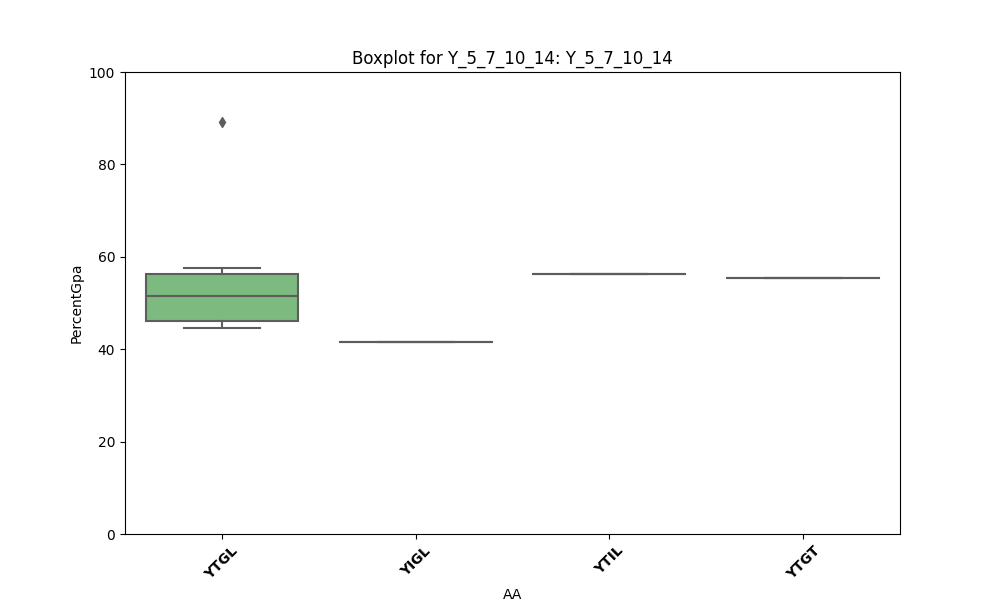 Boxplot for Y_5_7_10_14: Y_5_7_10_14
100
80
60
40
20
0
PercentGpa
YTGL
YIGL
YTIL
YTGT
AA